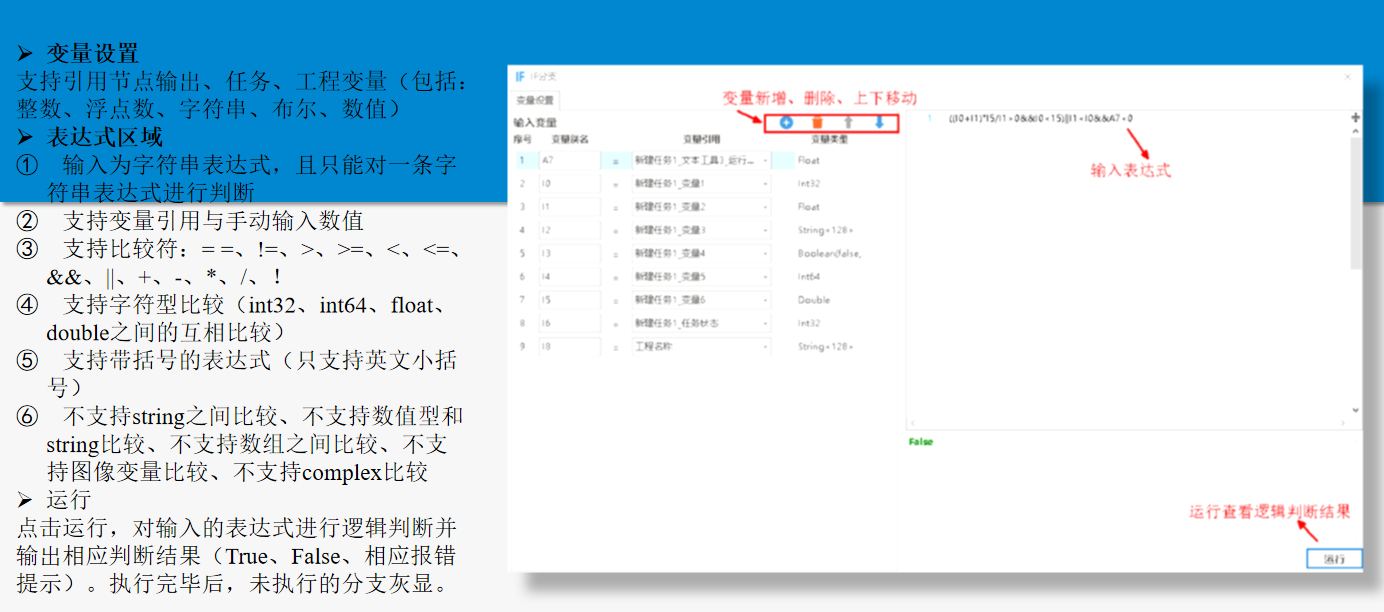 ➢ 变量设置
支持引用节点输出、任务、工程变量（包括：
整数、浮点数、字符串、布尔、数值）
➢ 表达式区域
① 输入为字符串表达式，且只能对一条字
符串表达式进行判断
② 支持变量引用与手动输入数值
③ 支持比较符：= =、!=、>、>=、<、<=、
&&、||、+、-、*、/、！
④ 支持字符型比较（int32、int64、float、
double之间的互相比较）
⑤ 支持带括号的表达式（只支持英文小括
号）
⑥ 不支持string之间比较、不支持数值型和
string比较、不支持数组之间比较、不支
持图像变量比较、不支持complex比较
➢ 运行
点击运行，对输入的表达式进行逻辑判断并
输出相应判断结果（True、False、相应报错
提示）。执行完毕后，未执行的分支灰显。
IF IF分支
变量设置
变量新增、删除、上下移动
输入变量
序号 变量别名 变量引用 变量类型
1 A7 = 新建任务1_文本工具3_运行... Float
2 I0 = 新建任务1_变量1 Int32
3 I1 = 新建任务1_变量2 Float
4 I2 = 新建任务1_变量3 String<128>
5 I3 = 新建任务1_变量4 Boolean(false,
6 I4 = 新建任务1_变量5 Int64
7 I5 = 新建任务1_变量6 Double
8 I6 = 新建任务1_任务状态 Int32
9 I8 = 工程名称 String<128>
1
输入表达式
False
运行查看逻辑判断结果
运行